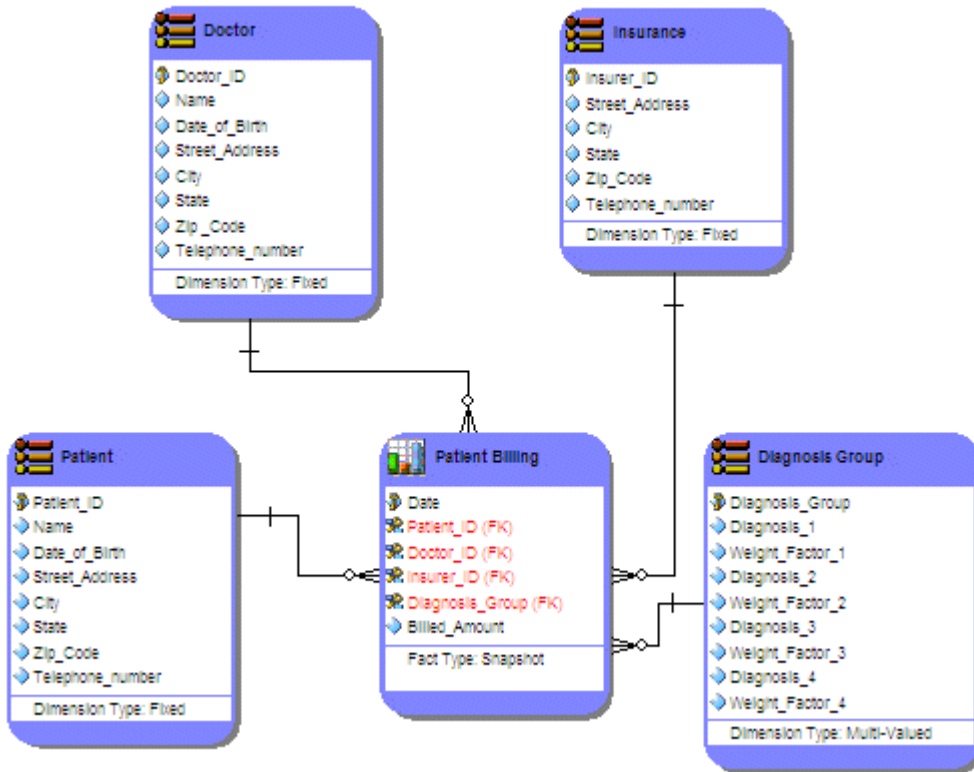 Doctor
Doctor_ID
Name
Date_of_Birth
Street_Address
City
State
Zip _Code
Telephone_number
Dimension Type: Fixed
Insurance
Insurer_ID
Street_Address
City
State
Zip_Code
Telephone_number
Dimension Type: Fixed
Patient
Patient_ID
Name
Date_of_Birth
Street_Address
City
State
Zip_Code
Telephone_number
Dimension Type: Fixed
Patient Billing
Date
Patient_ID (FK)
Doctor_ID (FK)
Insurer_ID (FK)
Diagnosis_Group (FK)
Billed_Amount
Fact Type: Snapshot
Diagnosis Group
Diagnosis_Group
Diagnosis_1
Weight_Factor_1
Diagnosis_2
Weight_Factor_2
Diagnosis_3
Weight_Factor_3
Diagnosis_4
Weight_Factor_4
Dimension Type: Multi-Valued